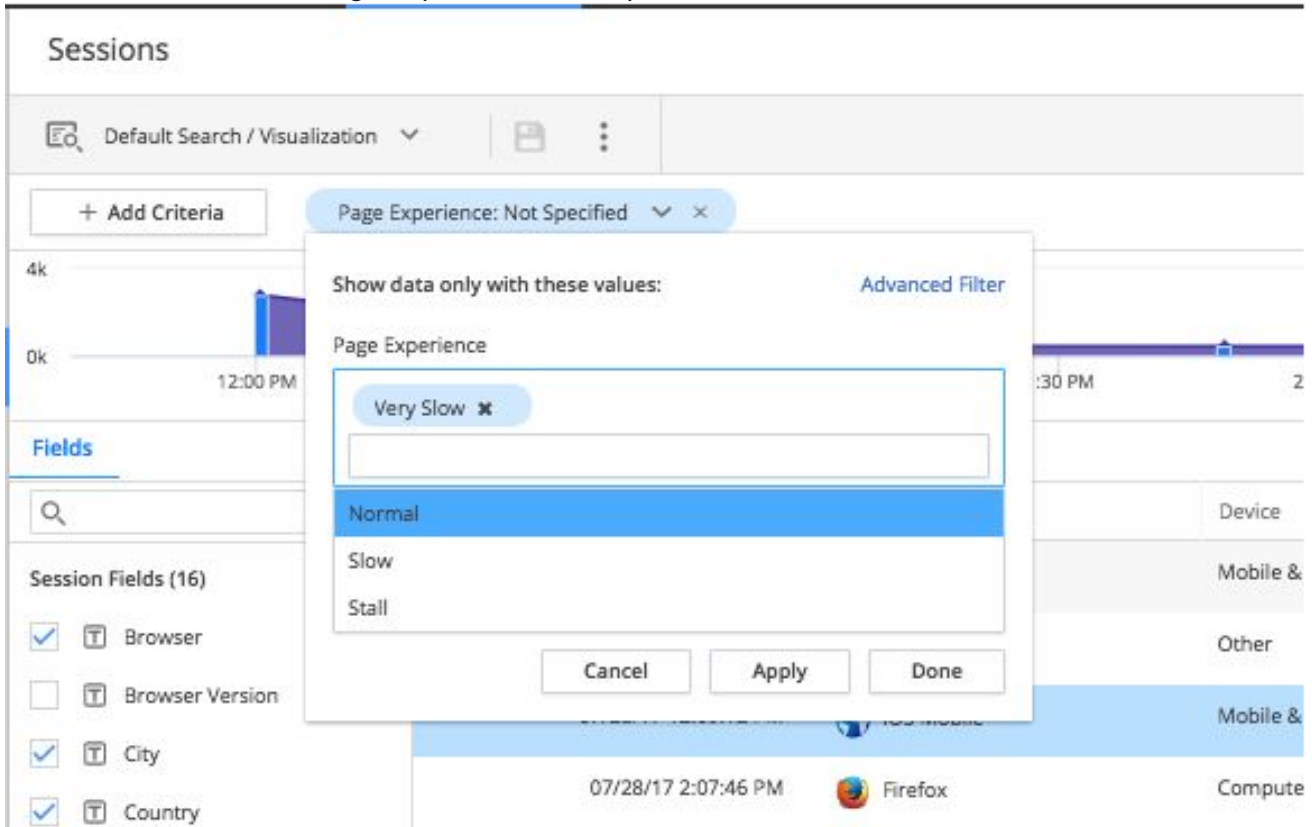 Sessions
Default Search / Visualization
+ Add Criteria
Page Experience: Not Specified
4k
Show data only with these values:
Advanced Filter
Page Experience
0k
12:00 PM
:30 PM
2
Very Slow
Fields
Normal
Device
Slow
Session Fields (16)
Mobile &
Stall
Browser
Other
Cancel
Apply
Done
Browser Version
Mobile &
City
07/28/17 2:07:46 PM
Firefox
Compute
Country